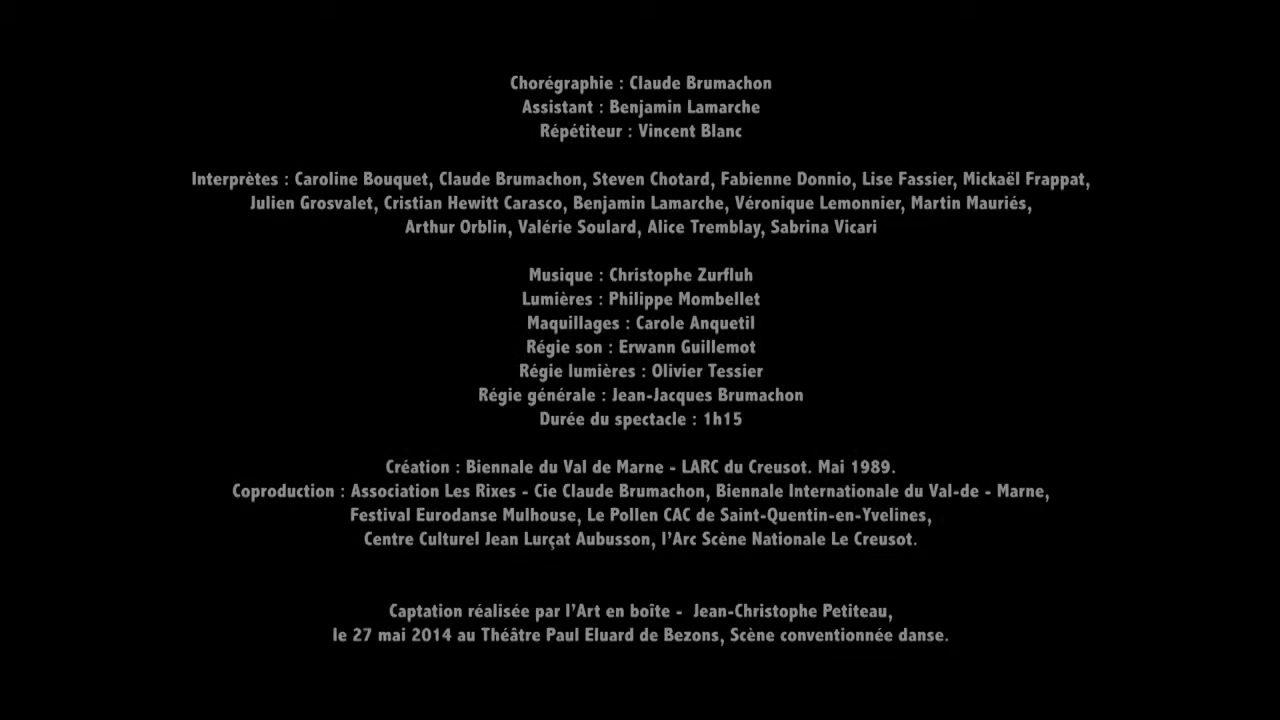 Chorégraphie : Claude Brumachon
Assistant : Benjamin Lamarche
Répétiteur : Vincent Blanc
Interprètes : Caroline Bouquet, Claude Brumachon, Steven Chotard, Fabienne Donnio, Lise Fassier, Mickaël Frappat,
Julien Grosvalet, Cristian Hewitt Carasco, Benjamin Lamarche, Véronique Lemonnier, Martin Mauriés,
Arthur Orblin, Valérie Soulard, Alice Tremblay, Sabrina Vicari
Musique : Christophe Zurfluh
Lumières : Philippe Mombellet
Maquillages : Carole Anquetil
Régie son : Erwann Guillemot
Régie lumières : Olivier Tessier
Régie générale : Jean-Jacques Brumachon
Durée du spectacle : 1h15
Création : Biennale du Val de Marne - LARC du Creusot. Mai 1989.
Coproduction : Association Les Rixes - Cie Claude Brumachon, Biennale Internationale du Val-de - Marne,
Festival Eurodanse Mulhouse, Le Pollen CAC de Saint-Quentin-en-Yvelines,
Centre Culturel Jean Lurçat Aubusson, l'Arc Scène Nationale Le Creusot.
Captation réalisée par l'Art en boîte - Jean-Christophe Petiteau,
le 27 mai 2014 au Théâtre Paul Eluard de Bezons, Scène conventionnée danse.